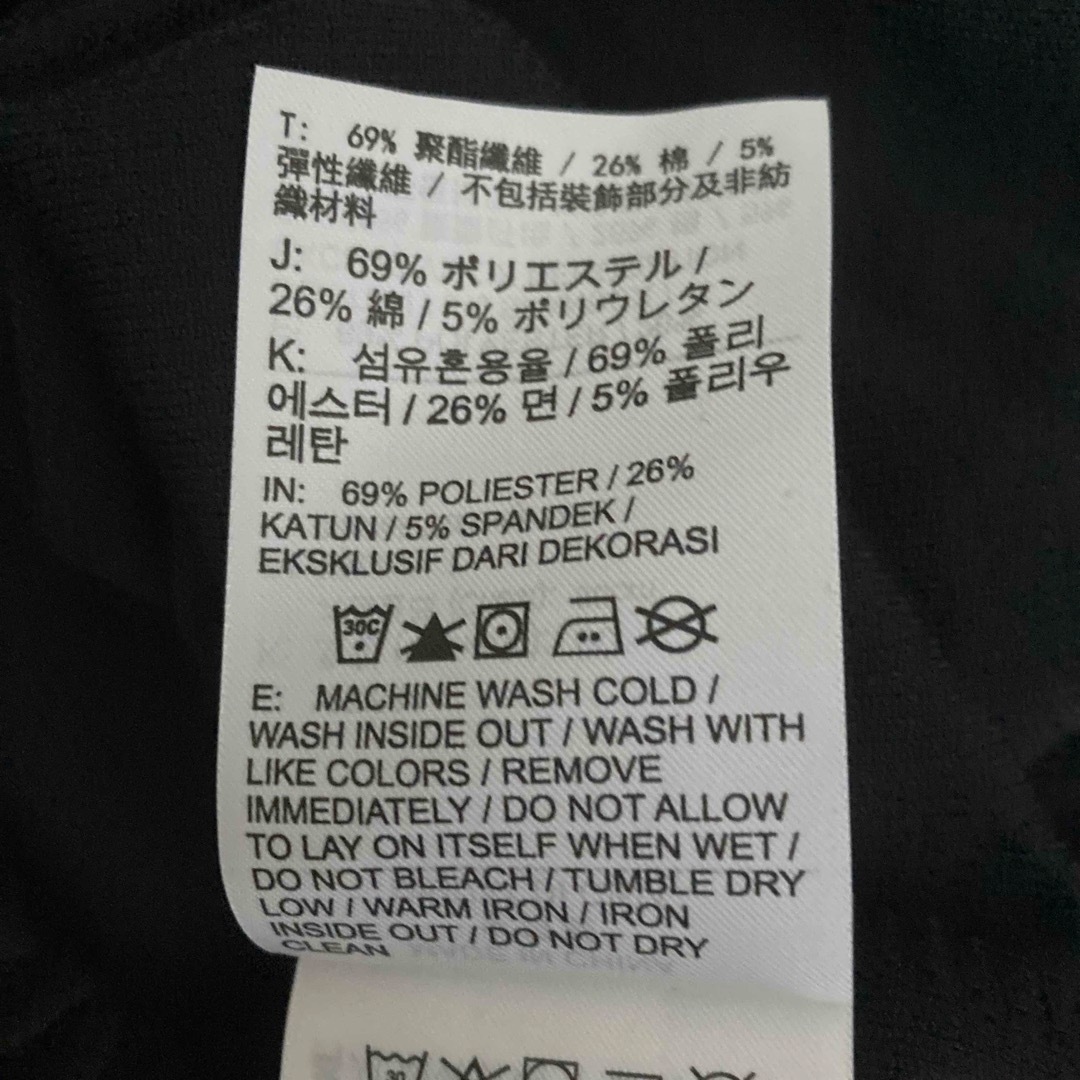 T: 69% 聚酯纖維 / 26% 棉 / 5%
彈性纖維 / 不包括裝飾部分及非紡
織材料
J: 69% ポリエステル /
26% 綿 / 5% ポリウレタン
K: 섬유혼용율 / 69% 폴리
에스터 / 26% 면 / 5% 폴리우
레탄
IN: 69% POLIESTER / 26%
KATUN / 5% SPANDEK /
EKSKLUSIF DARI DEKORASI
30C
E: MACHINE WASH COLD /
WASH INSIDE OUT / WASH WITH
LIKE COLORS / REMOVE
IMMEDIATELY / DO NOT ALLOW
TO LAY ON ITSELF WHEN WET /
DO NOT BLEACH / TUMBLE DRY
LOW / WARM IRON / IRON
INSIDE OUT / DO NOT DRY
CLEAN
30